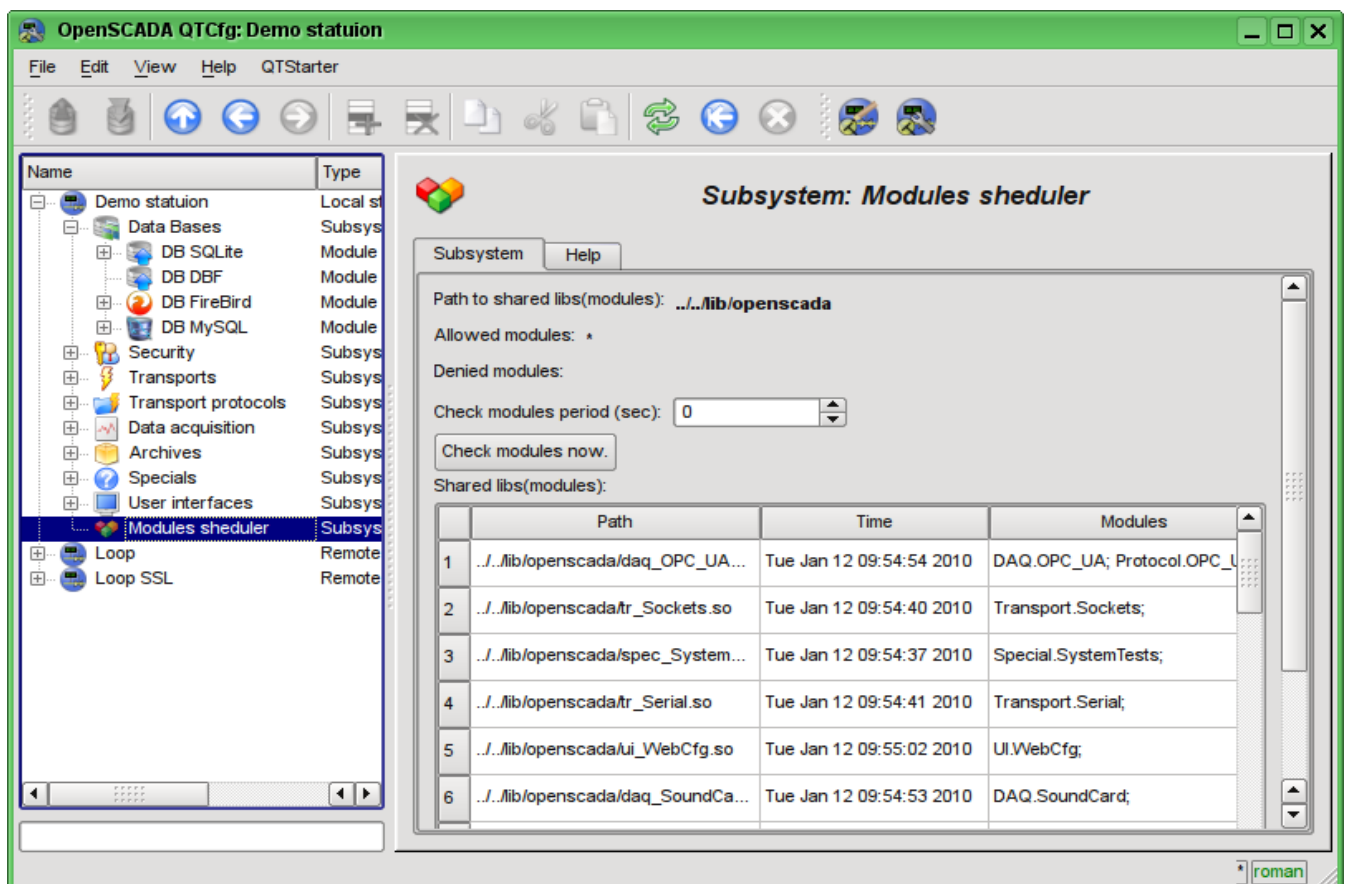 OpenSCADA QTCfg: Demo statuion
File Edit View Help QTStarter
Name Type
Demo statuion Local st
Data Bases Subsys
DB SQLite Module
DB DBF Module
DB FireBird Module
DB MySQL Module
Security Subsys
Transports Subsys
Transport protocols Subsys
Data acquisition Subsys
Archives Subsys
Specials Subsys
User interfaces Subsys
Modules sheduler Subsys
Loop Remote
Loop SSL Remote
Subsystem: Modules sheduler
Subsystem Help
Path to shared libs(modules): ../../lib/openscada
Allowed modules: *
Denied modules:
Check modules period (sec): 0
Check modules now.
Shared libs(modules):
Path Time Modules
1 ../../lib/openscada/daq_OPC_UA... Tue Jan 12 09:54:54 2010 DAQ.OPC_UA; Protocol.OPC_U
2 ../../lib/openscada/tr_Sockets.so Tue Jan 12 09:54:40 2010 Transport.Sockets;
3 ../../lib/openscada/spec_System... Tue Jan 12 09:54:37 2010 Special.SystemTests;
4 ../../lib/openscada/tr_Serial.so Tue Jan 12 09:54:41 2010 Transport.Serial;
5 ../../lib/openscada/ui_WebCfg.so Tue Jan 12 09:55:02 2010 UI.WebCfg;
6 ../../lib/openscada/daq_SoundCa... Tue Jan 12 09:54:53 2010 DAQ.SoundCard;
* roman